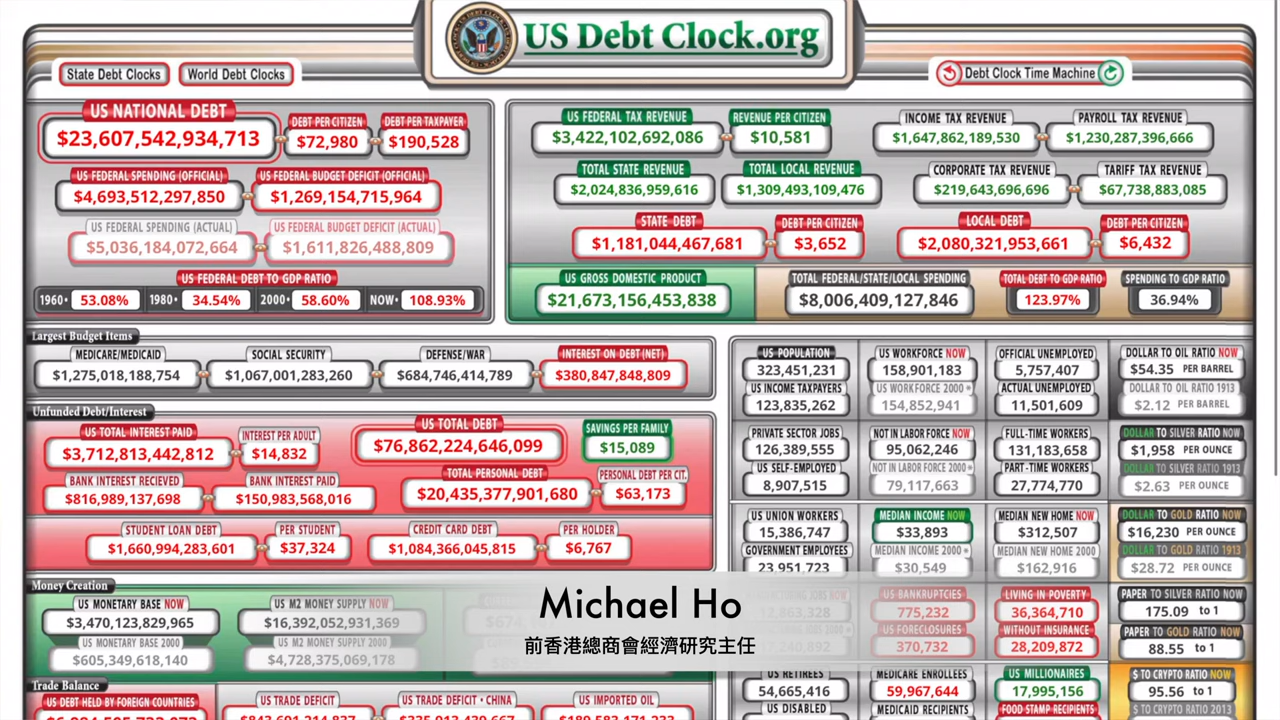 US Debt Clock.org
State Debt Clocks World Debt Clocks
Debt Clock Time Machine
US NATIONAL DEBT
$23,607,542,934,713
DEBT PER CITIZEN
$72,980
DEBT PER TAXPAYER
$190,528
US FEDERAL SPENDING (OFFICIAL)
$4,693,512,297,850
US FEDERAL BUDGET DEFICIT (OFFICIAL)
$1,269,154,715,964
US FEDERAL SPENDING (ACTUAL)
$5,036,184,072,664
US FEDERAL BUDGET DEFICIT (ACTUAL)
$1,611,826,488,809
US FEDERAL DEBT TO GDP RATIO
1960• 53.08% 1980• 34.54% 2000• 58.60% NOW• 108.93%
US FEDERAL TAX REVENUE
$3,422,102,692,086
REVENUE PER CITIZEN
$10,581
INCOME TAX REVENUE
$1,647,862,189,530
PAYROLL TAX REVENUE
$1,230,287,396,666
TOTAL STATE REVENUE
$2,024,836,959,616
TOTAL LOCAL REVENUE
$1,309,493,109,476
CORPORATE TAX REVENUE
$219,643,696,696
TARIFF TAX REVENUE
$67,738,883,085
STATE DEBT
$1,181,044,467,681
DEBT PER CITIZEN
$3,652
LOCAL DEBT
$2,080,321,953,661
DEBT PER CITIZEN
$6,432
US GROSS DOMESTIC PRODUCT
$21,673,156,453,838
TOTAL FEDERAL/STATE/LOCAL SPENDING
$8,006,409,127,846
TOTAL DEBT TO GDP RATIO
123.97%
SPENDING TO GDP RATIO
36.94%
Largest Budget Items
MEDICARE/MEDICAID
$1,275,018,188,754
SOCIAL SECURITY
$1,067,001,283,260
DEFENSE/WAR
$684,746,414,789
INTEREST ON DEBT (NET)
$380,847,848,809
Unfunded Debt/Interest
US TOTAL INTEREST PAID
$3,712,813,442,812
INTEREST PER ADULT
$14,832
US TOTAL DEBT
$76,862,224,646,099
SAVINGS PER FAMILY
$15,089
BANK INTEREST RECIEVED
$816,989,137,698
BANK INTEREST PAID
$150,983,568,016
TOTAL PERSONAL DEBT
$20,435,377,901,680
PERSONAL DEBT PER CIT.
$63,173
STUDENT LOAN DEBT
$1,660,994,283,601
PER STUDENT
$37,324
CREDIT CARD DEBT
$1,084,366,045,815
PER HOLDER
$6,767
Money Creation
US MONETARY BASE NOW
$3,470,123,829,965
US M2 MONEY SUPPLY NOW
$16,392,052,931,369
US MONETARY BASE 2000
$605,349,618,140
US M2 MONEY SUPPLY 2000
$4,728,375,069,178
Trade Balance
US DEBT HELD BY FOREIGN COUNTRIES
US TRADE DEFICIT
US TRADE DEFICIT • CHINA
US IMPORTED OIL
US POPULATION
323,451,231
US WORKFORCE NOW
158,901,183
OFFICIAL UNEMPLOYED
5,757,407
DOLLAR TO OIL RATIO NOW
$54.35 PER BARREL
US INCOME TAXPAYERS
123,835,262
US WORKFORCE 2000
154,852,941
ACTUAL UNEMPLOYED
11,501,609
DOLLAR TO OIL RATIO 1913
$2.12 PER BARREL
PRIVATE SECTOR JOBS
126,389,555
NOT IN LABOR FORCE NOW
95,062,246
FULL-TIME WORKERS
131,183,658
DOLLAR TO SILVER RATIO NOW
$1,958 PER OUNCE
US SELF-EMPLOYED
8,907,515
NOT IN LABOR FORCE 2000
79,117,663
PART-TIME WORKERS
27,774,770
DOLLAR TO SILVER RATIO 1913
$2.63 PER OUNCE
US UNION WORKERS
15,386,747
MEDIAN INCOME NOW
$33,893
MEDIAN NEW HOME NOW
$312,507
DOLLAR TO GOLD RATIO NOW
$16,230 PER OUNCE
GOVERNMENT EMPLOYEES
23,951,723
MEDIAN INCOME 2000
$30,549
MEDIAN NEW HOME 2000
$162,916
DOLLAR TO GOLD RATIO 1913
$28.72 PER OUNCE
US BANKRUPTCIES
775,232
LIVING IN POVERTY
36,364,710
PAPER TO SILVER RATIO NOW
175.09 to 1
US FORECLOSURES
370,732
WITHOUT INSURANCE
28,209,872
PAPER TO GOLD RATIO NOW
88.55 to 1
US RETIREES
54,665,416
MEDICARE ENROLLEES
59,967,644
US MILLIONAIRES
17,995,156
$ TO CRYPTO RATIO NOW
95.56 to 1
US DISABLED
MEDICAID RECIPIENTS
FOOD STAMP RECIPIENTS
$ TO CRYPTO RATIO 2013
Michael Ho
前香港總商會經濟研究主任